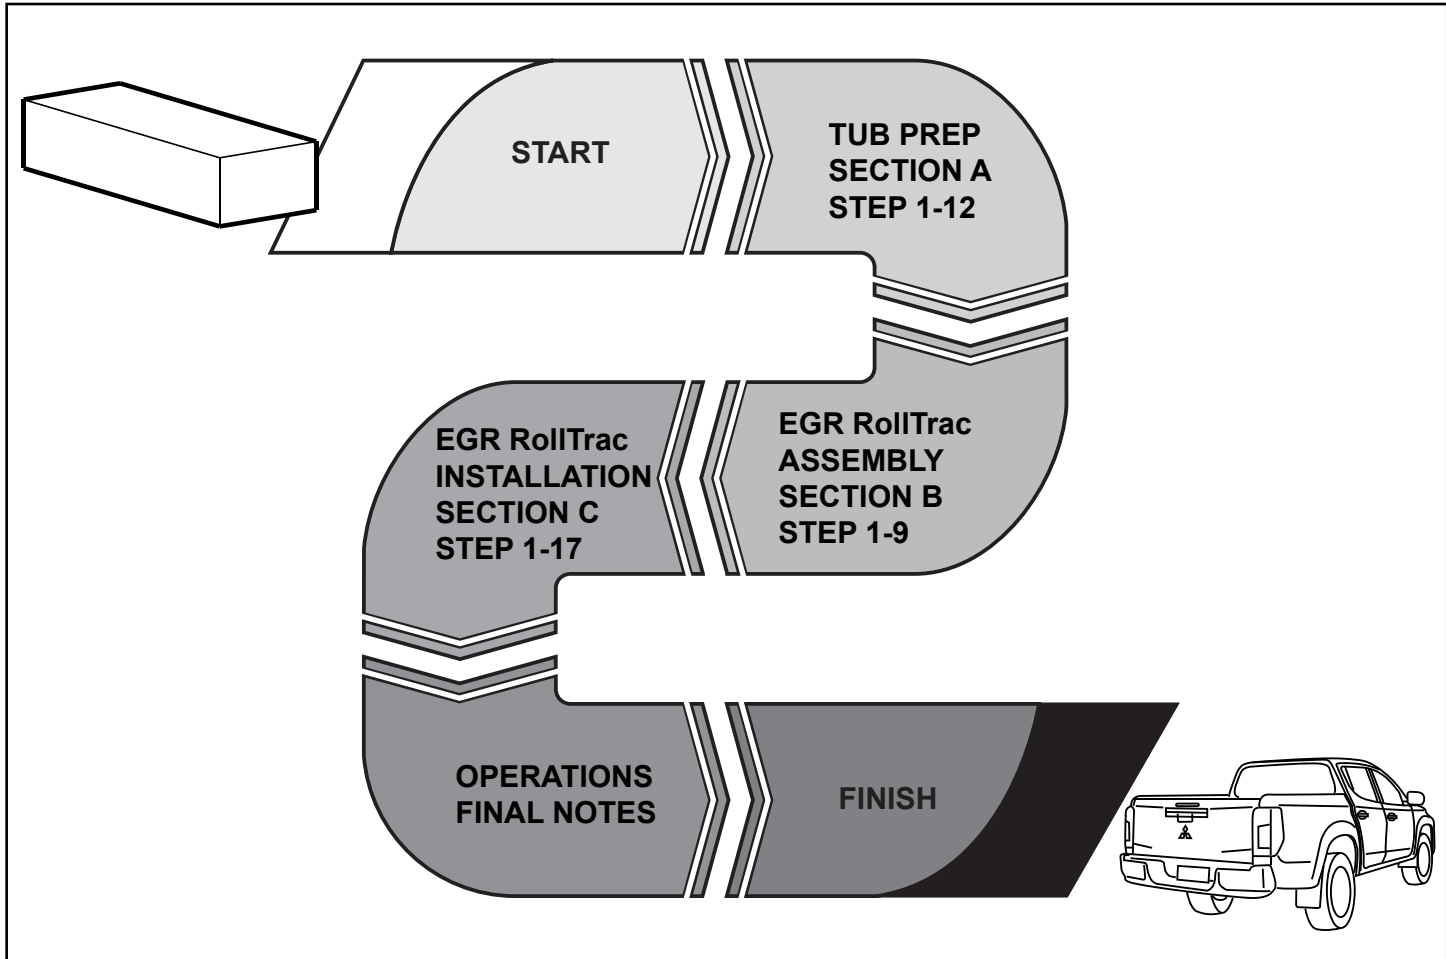 START
TUB PREP
SECTION A
STEP 1-12
EGR RollTrac
ASSEMBLY
SECTION B
STEP 1-9
EGR RollTrac
INSTALLATION
SECTION C
STEP 1-17
OPERATIONS
FINAL NOTES
FINISH